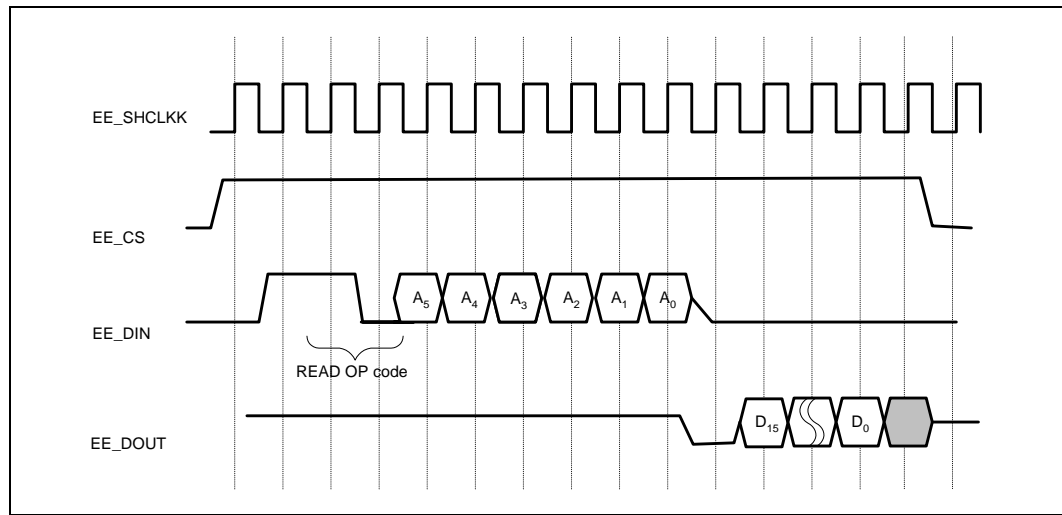 EE_SHCLKK
EE_CS
EE_DIN
A5 A4 A3 A2 A1 A0
READ OP code
EE_DOUT
D15 D0